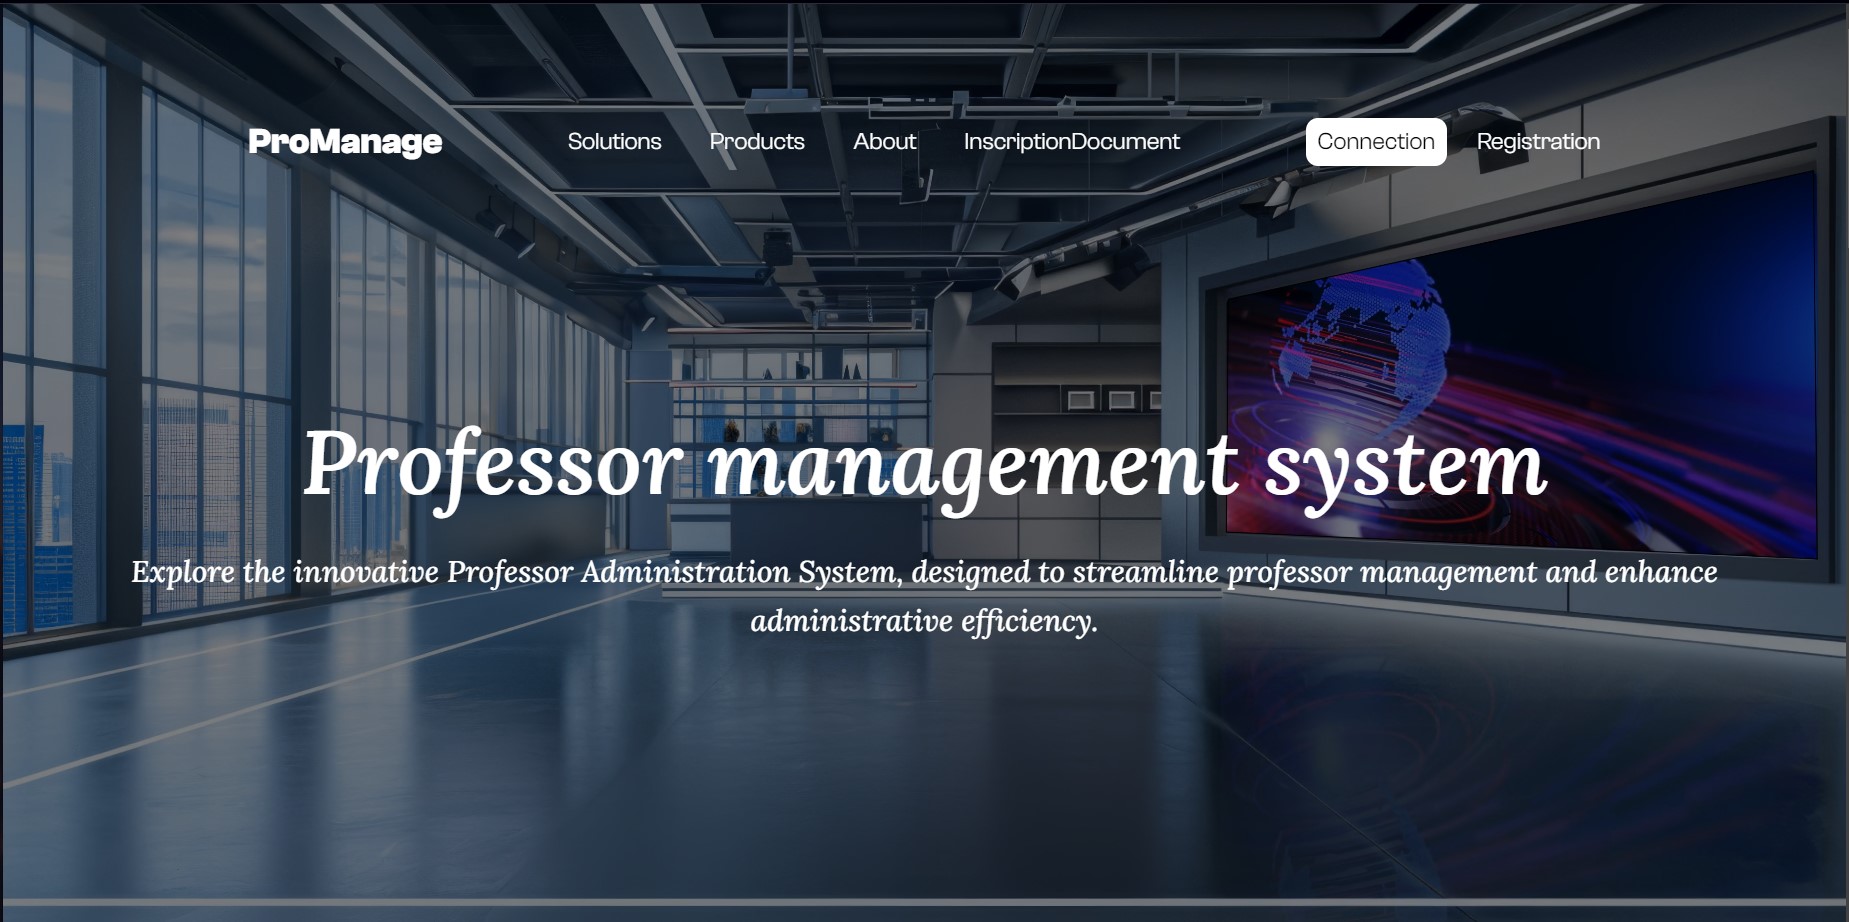 ProManage
Solutions
Products
About
InscriptionDocument
Connection
Registration
Professor management system
Explore the innovative Professor Administration System, designed to streamline professor management and enhance
administrative efficiency.